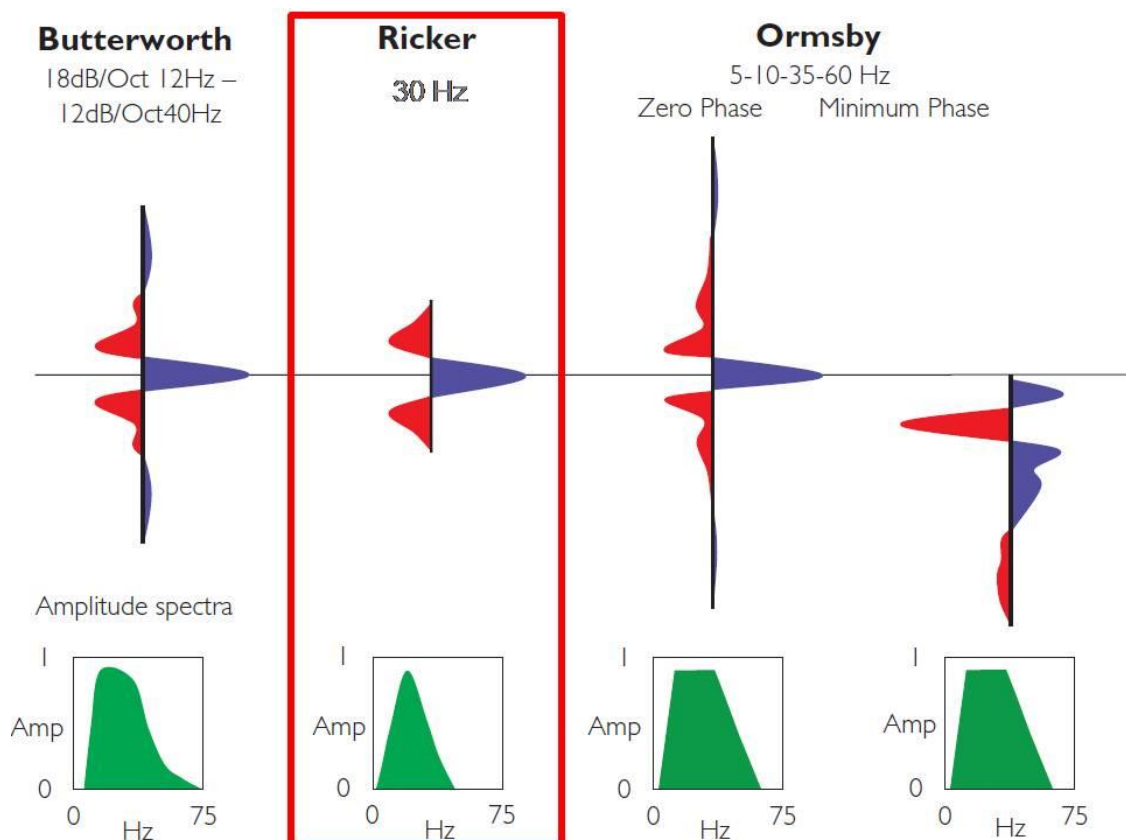 Butterworth
18dB/Oct 12Hz –
12dB/Oct40Hz
Ricker
30 Hz
Ormsby
5-10-35-60 Hz
Zero Phase
Minimum Phase
Amplitude spectra
1
Amp
0
0
75
Hz
1
Amp
0
0
75
Hz
1
Amp
0
0
75
Hz
1
Amp
0
0
75
Hz